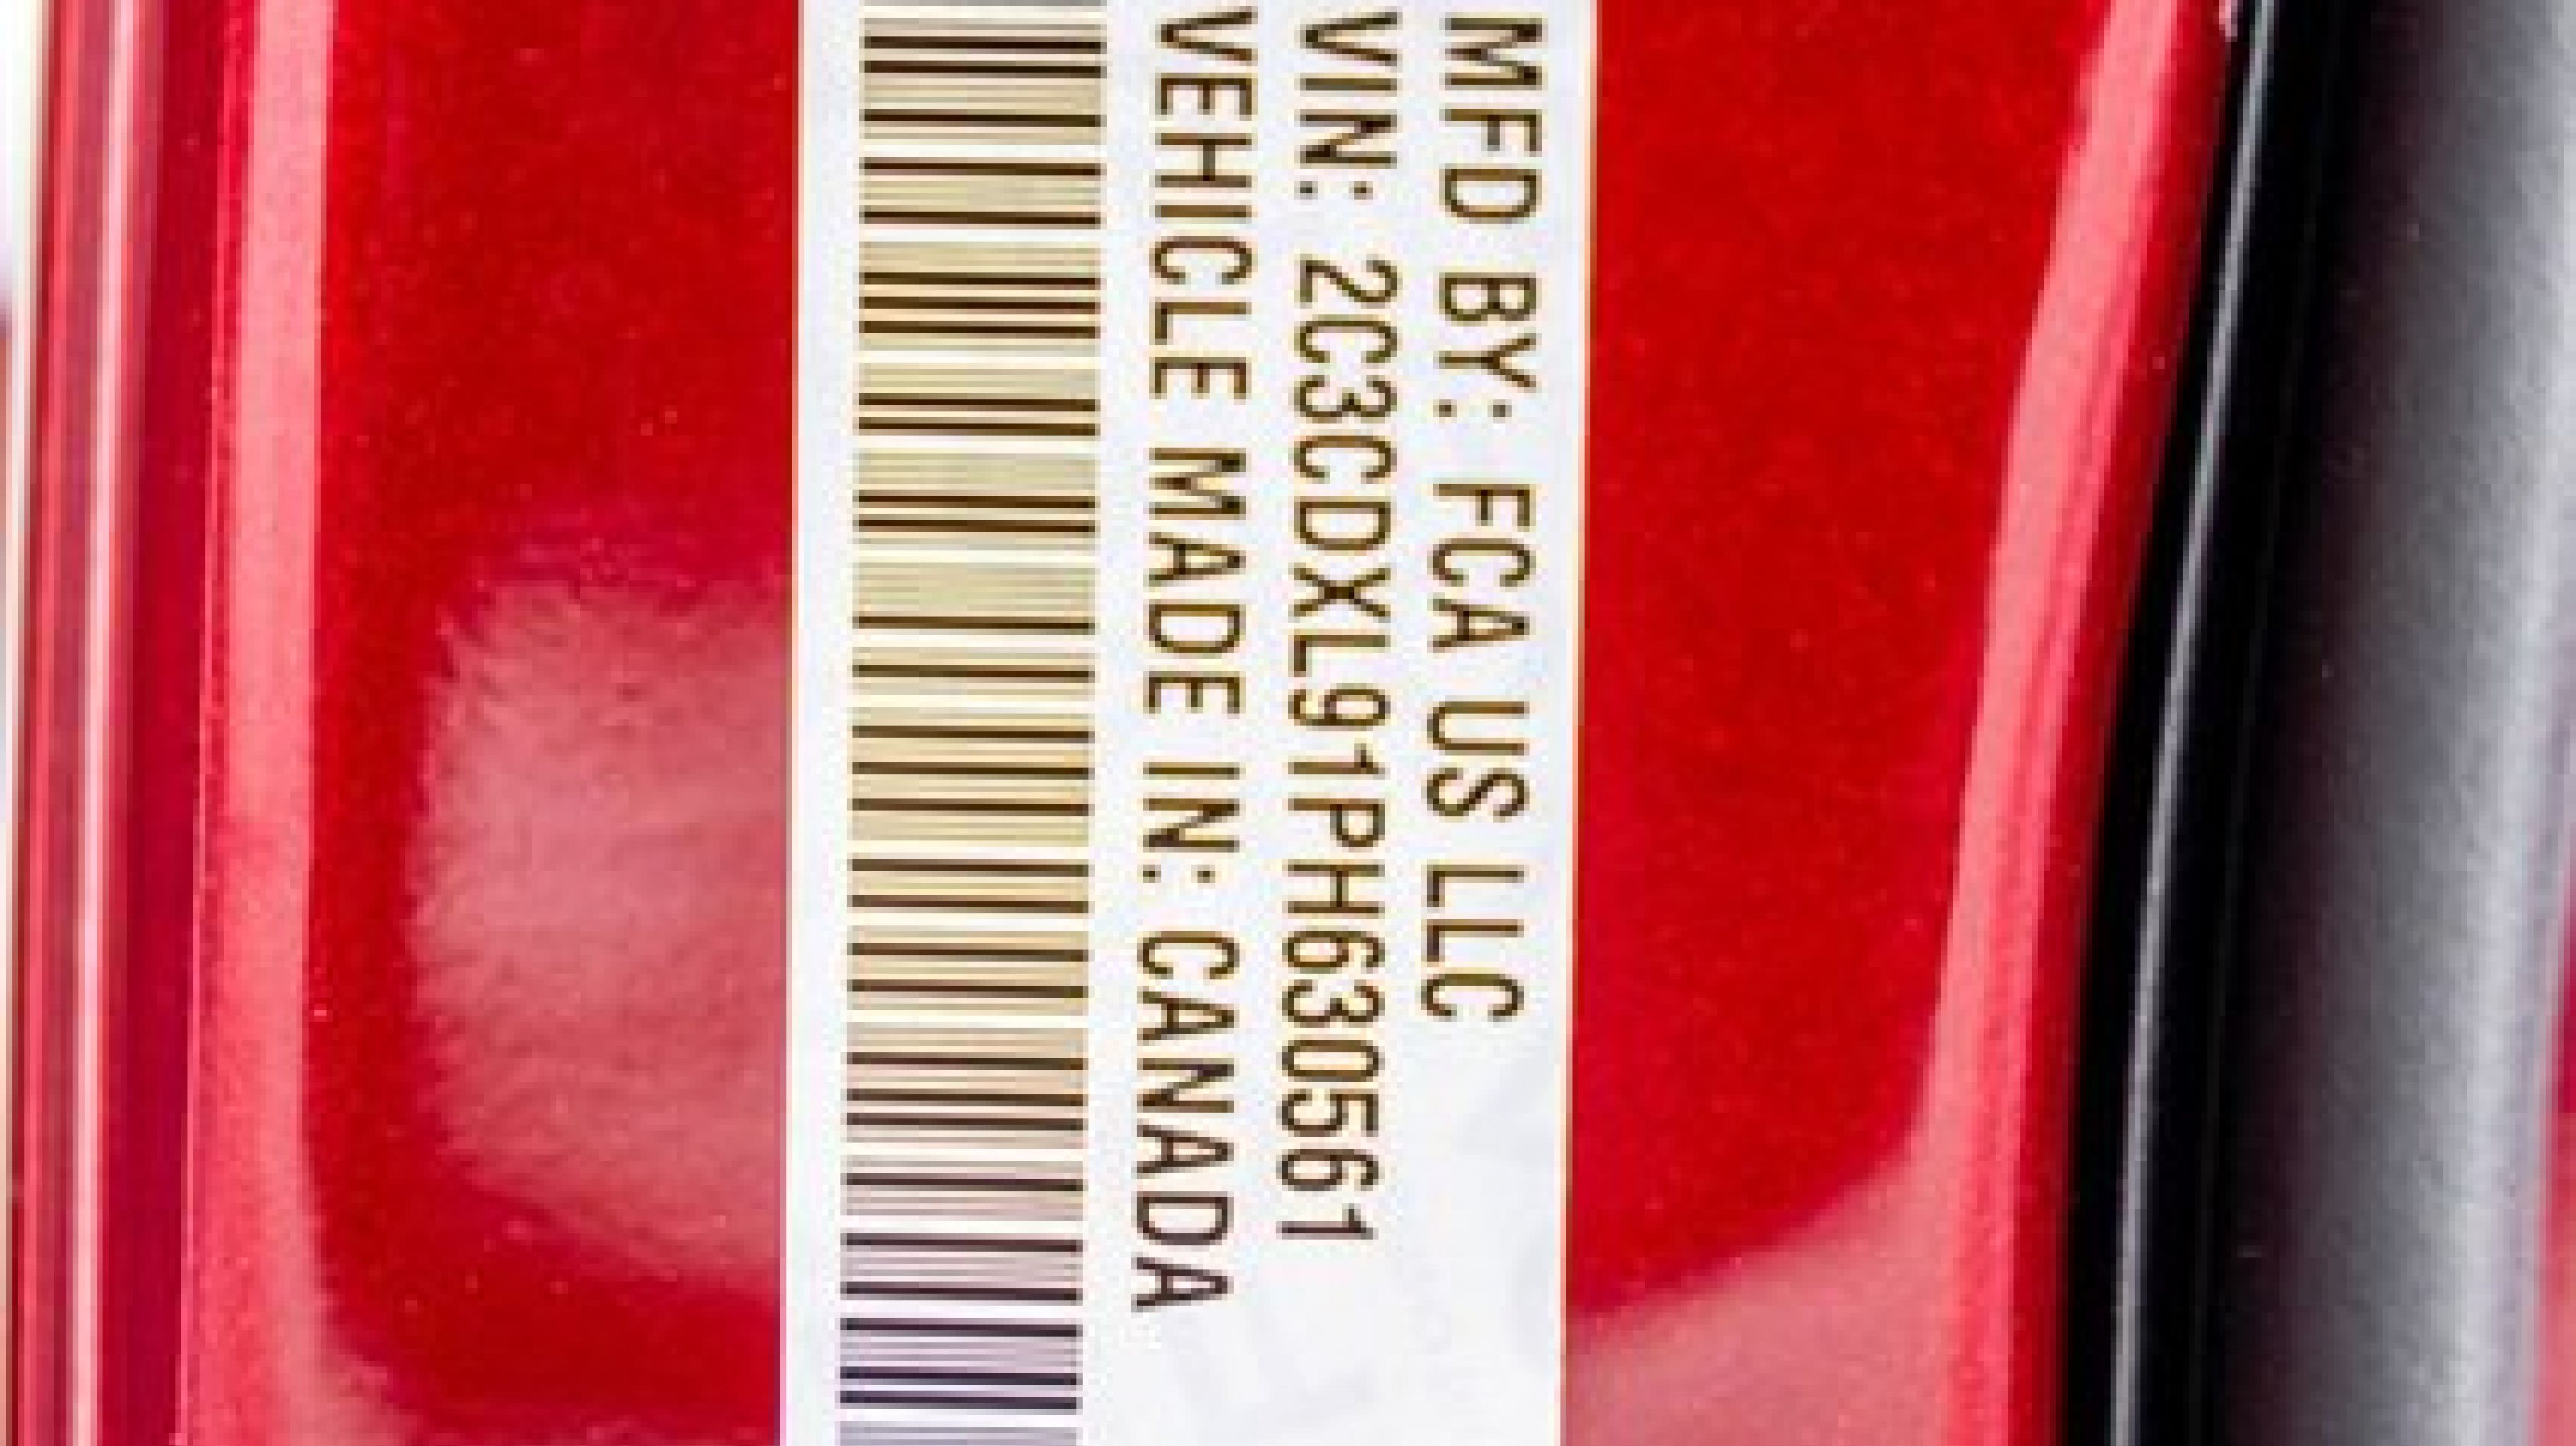 MFD BY: FCA US LLC
VIN: 2C3CDXL91PH630561
VEHICLE MADE IN: CANADA